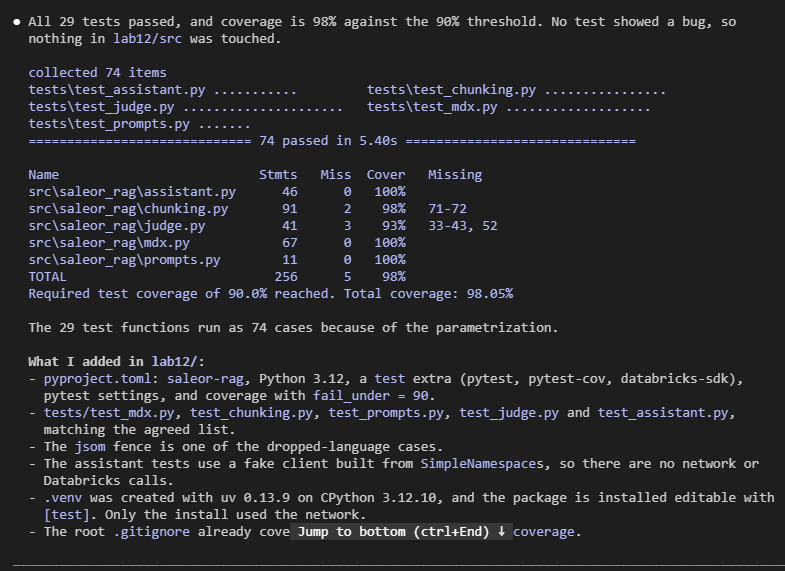 ● All 29 tests passed, and coverage is 98% against the 90% threshold. No test showed a bug, so
nothing in lab12/src was touched.
collected 74 items
tests\test_assistant.py ........... tests\test_chunking.py ................
tests\test_judge.py .................... tests\test_mdx.py ...................
tests\test_prompts.py .......
============================ 74 passed in 5.40s ============================
Name Stmts Miss Cover Missing
src\saleor_rag\assistant.py 46 0 100%
src\saleor_rag\chunking.py 91 2 98% 71-72
src\saleor_rag\judge.py 41 3 93% 33-43, 52
src\saleor_rag\mdx.py 67 0 100%
src\saleor_rag\prompts.py 11 0 100%
TOTAL 256 5 98%
Required test coverage of 90.0% reached. Total coverage: 98.05%
The 29 test functions run as 74 cases because of the parametrization.
What I added in lab12/:
- pyproject.toml: saleor-rag, Python 3.12, a test extra (pytest, pytest-cov, databricks-sdk),
pytest settings, and coverage with fail_under = 90.
- tests/test_mdx.py, test_chunking.py, test_prompts.py, test_judge.py and test_assistant.py,
matching the agreed list.
- The jsom fence is one of the dropped-language cases.
- The assistant tests use a fake client built from SimpleNamespaces, so there are no network or
Databricks calls.
- .venv was created with uv 0.13.9 on CPython 3.12.10, and the package is installed editable with
[test]. Only the install used the network.
- The root .gitignore already cove Jump to bottom (ctrl+End) ↓ coverage.